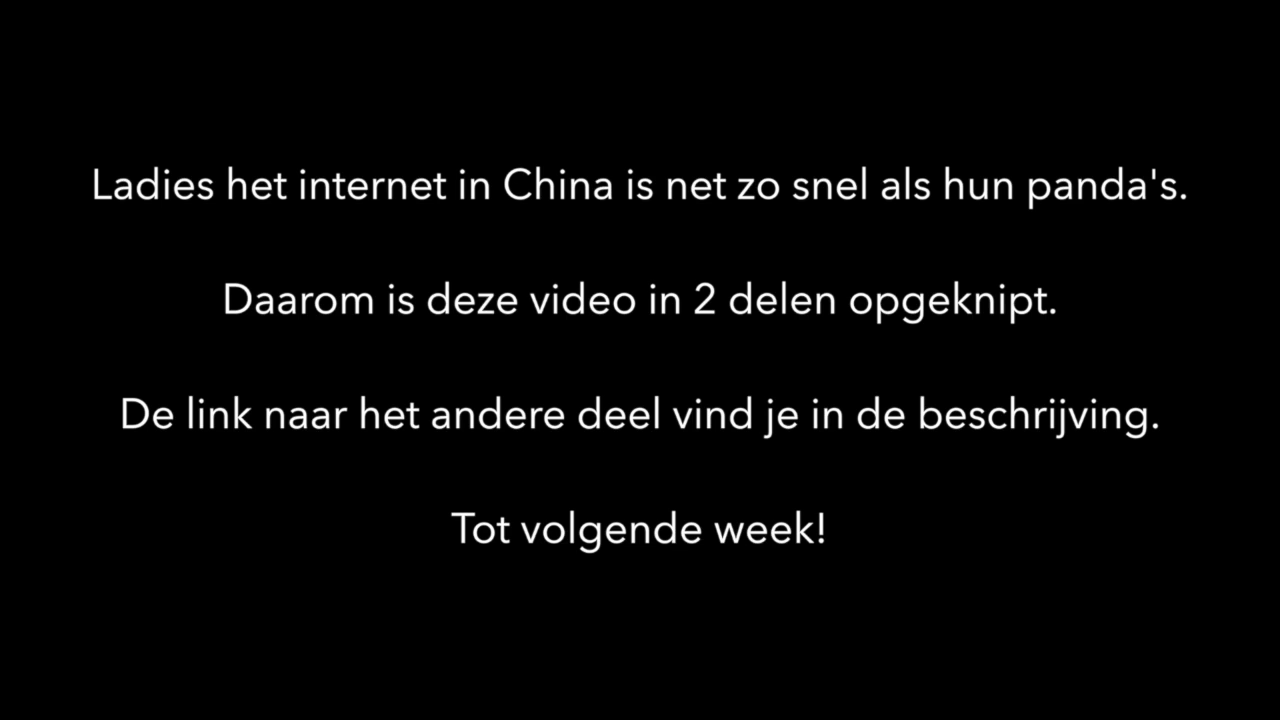 Ladies het internet in China is net zo snel als hun panda's.
Daarom is deze video in 2 delen opgeknipt.
De link naar het andere deel vind je in de beschrijving.
Tot volgende week!